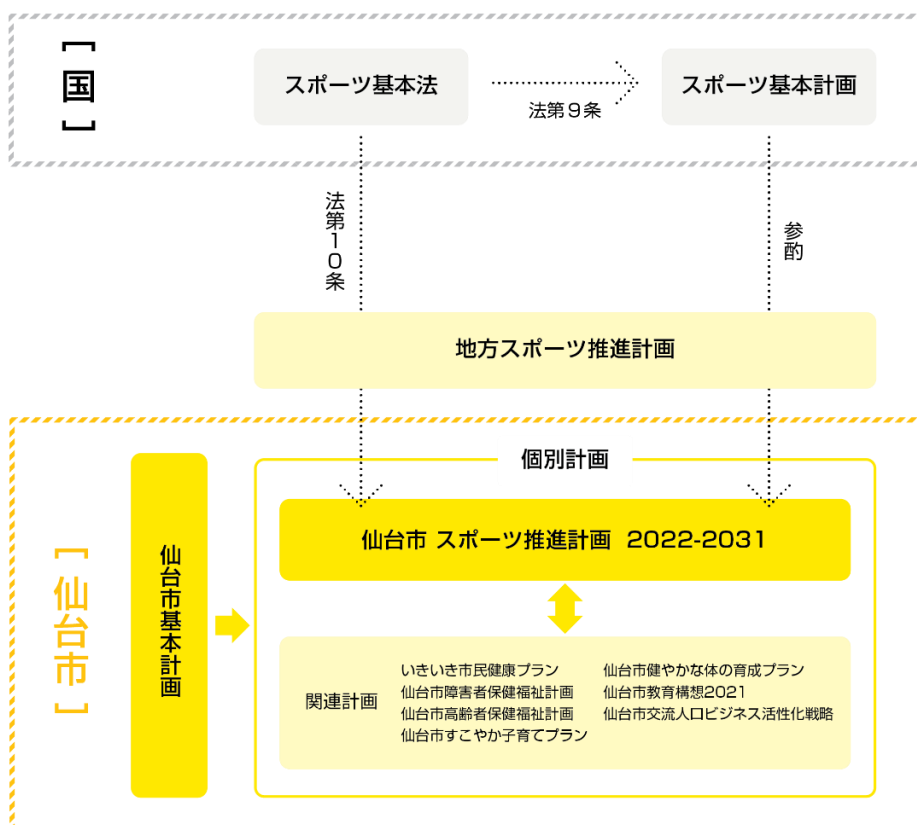 [国]
スポーツ基本法
法第9条
スポーツ基本計画
法第10条
参酌
地方スポーツ推進計画
[仙台市]
仙台市基本計画
個別計画
仙台市 スポーツ推進計画 2022-2031
関連計画
いきいき市民健康プラン
仙台市障害者保健福祉計画
仙台市高齢者保健福祉計画
仙台市すこやか子育てプラン
仙台市健やかな体の育成プラン
仙台市教育構想2021
仙台市交流人口ビジネス活性化戦略